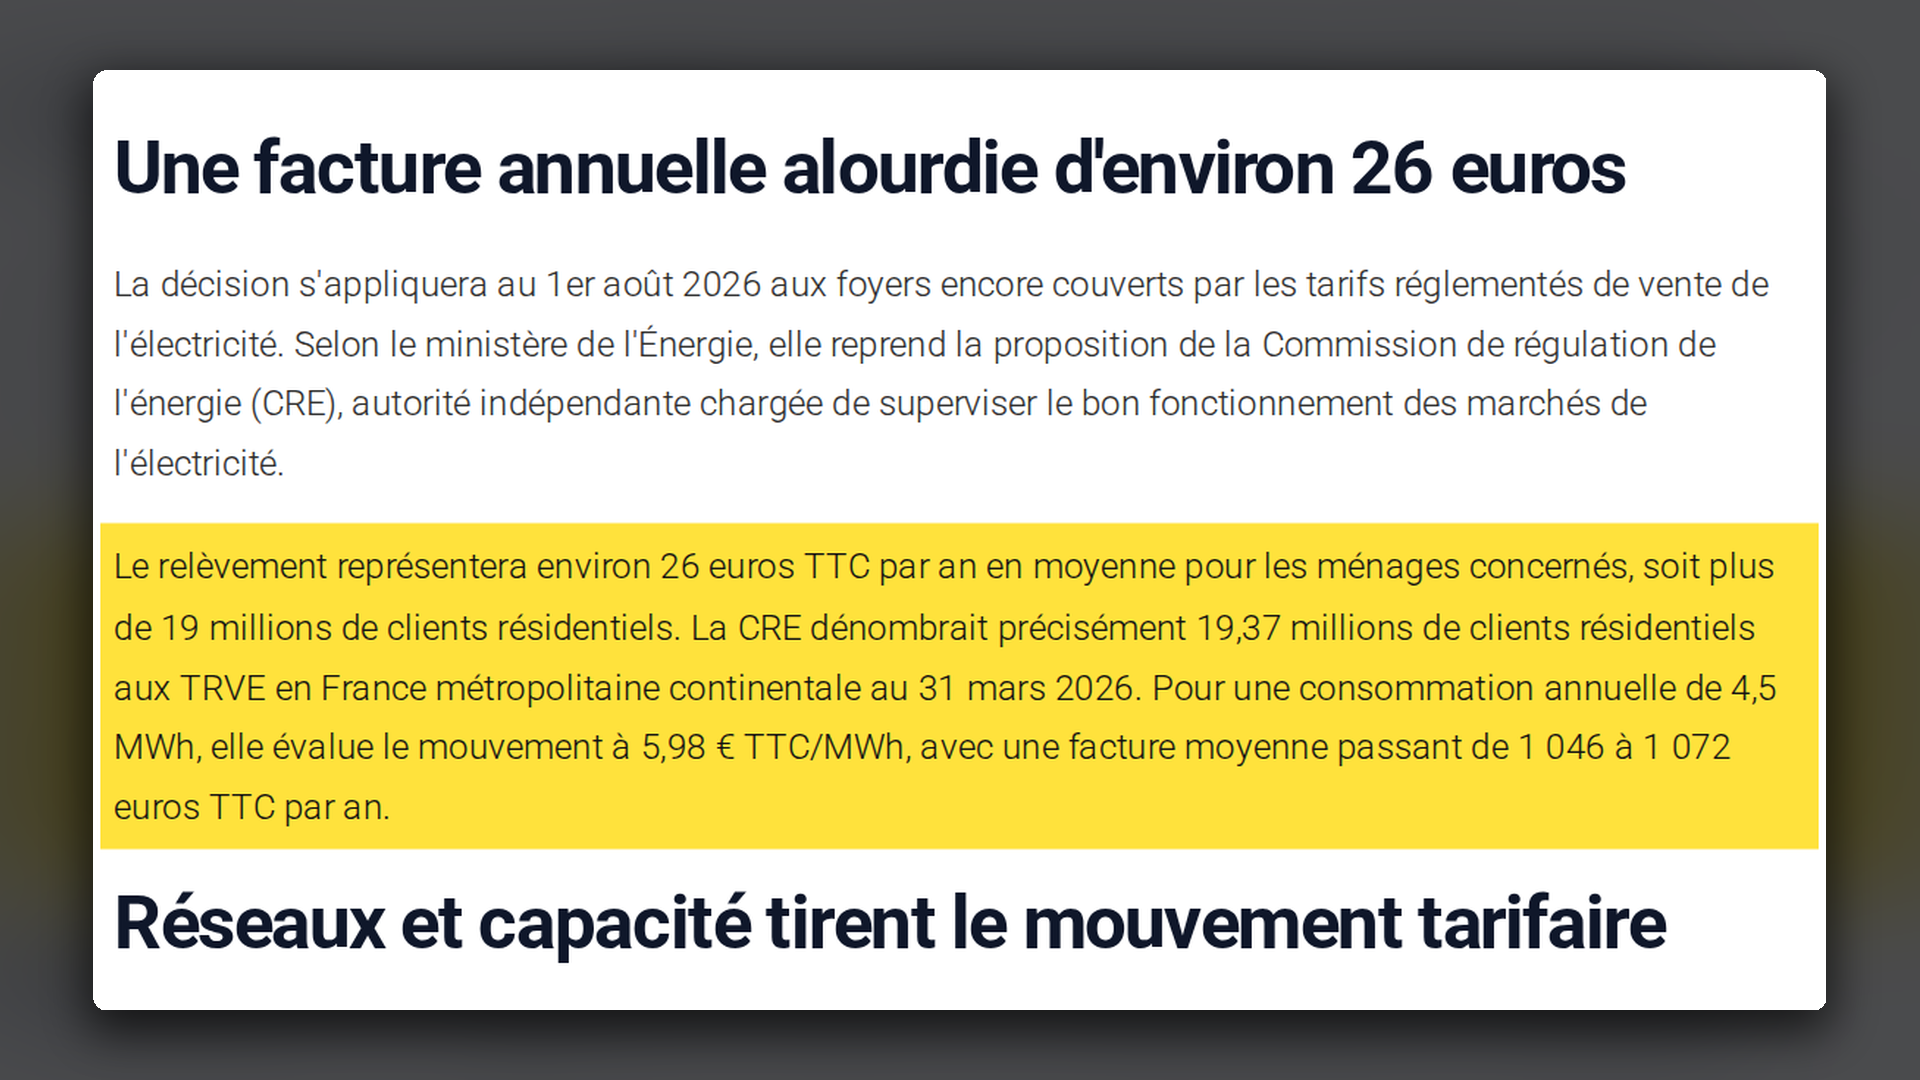 Une facture annuelle alourdie d'environ 26 euros
La décision s'appliquera au 1er août 2026 aux foyers encore couverts par les tarifs réglementés de vente de
l'électricité. Selon le ministère de l'Énergie, elle reprend la proposition de la Commission de régulation de
l'énergie (CRE), autorité indépendante chargée de superviser le bon fonctionnement des marchés de
l'électricité.
Le relèvement représentera environ 26 euros TTC par an en moyenne pour les ménages concernés, soit plus
de 19 millions de clients résidentiels. La CRE dénombrait précisément 19,37 millions de clients résidentiels
aux TRVE en France métropolitaine continentale au 31 mars 2026. Pour une consommation annuelle de 4,5
MWh, elle évalue le mouvement à 5,98 € TTC/MWh, avec une facture moyenne passant de 1 046 à 1 072
euros TTC par an.
Réseaux et capacité tirent le mouvement tarifaire